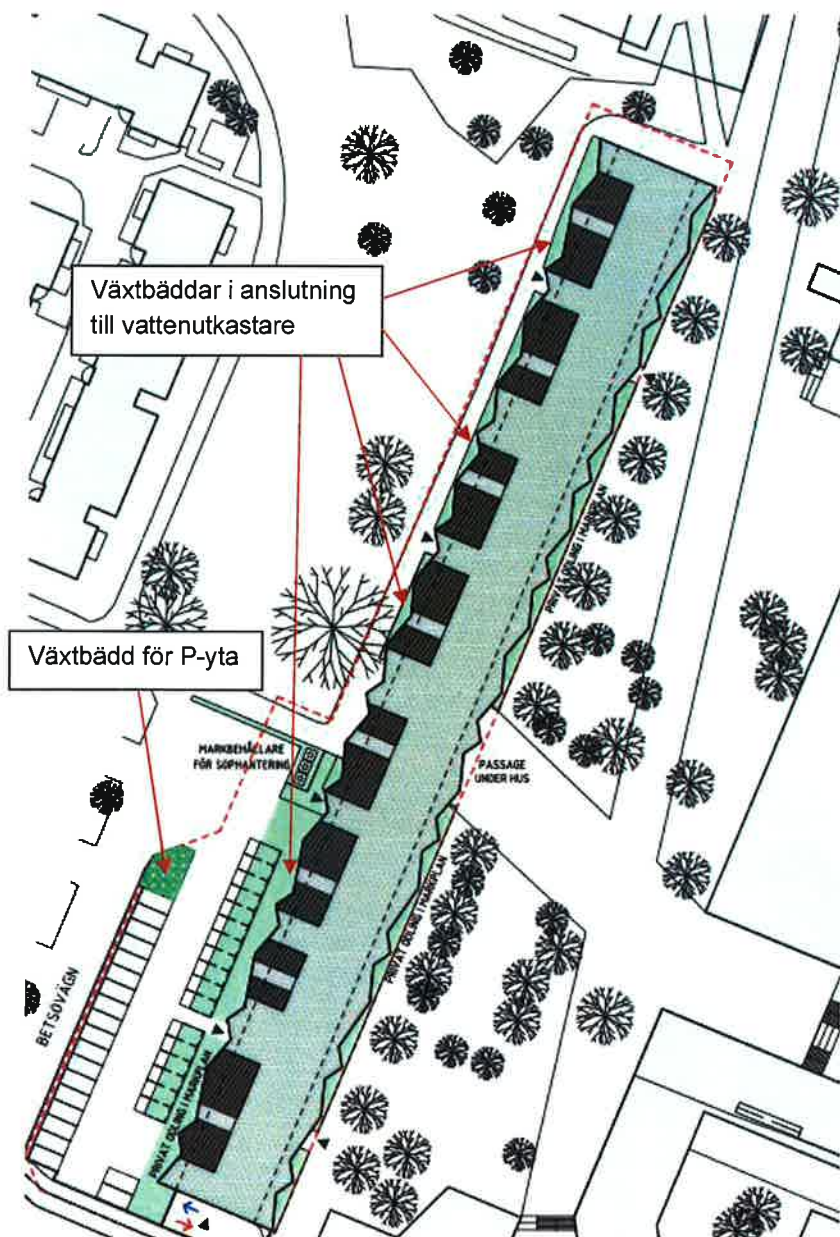 Växtbäddar i anslutning
till vattenutkastare
PRIVAT ODLING I MARKPLAN
Växtbädd för P-yta
MARKBEHÅLLARE
FÖR SOPHANTERING
PASSAGE
UNDER HUS
PRIVAT ODLING I MARKPLAN
BETSÖVÄGN
PRIVAT ODLING I MARKPLAN